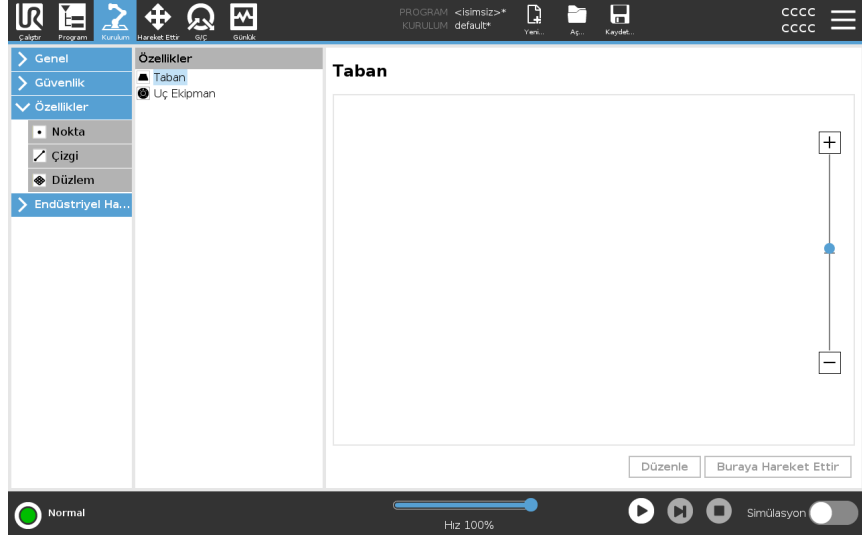 UR
PROGRAM <isimsiz>*
KURULUM default*
CCCC
CCCC
Çalıştır Program Kurulum Hareket Ettir G/Ç Günlük Yeni... Aç... Kaydet...
Genel
Güvenlik
Özellikler
Nokta
Çizgi
Düzlem
Endüstriyel Ha...
Özellikler
Taban
Uç Ekipman
Taban
Düzenle
Buraya Hareket Ettir
Normal
Hız 100%
Simülasyon